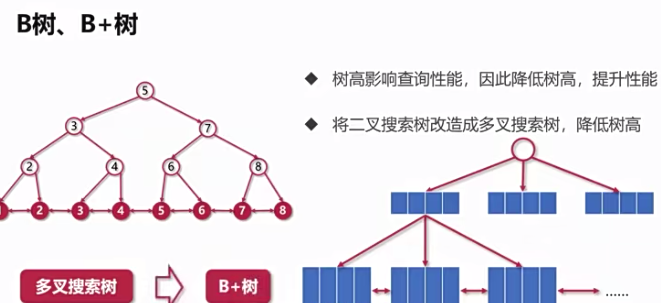 B树、B+树
◆ 树高影响查询性能，因此降低树高，提升性能
◆ 将二叉搜索树改造成多叉搜索树，降低树高
5
3 7
2 4 6 8
2 3 4 5 6 7 8
多叉搜索树 B+树
......